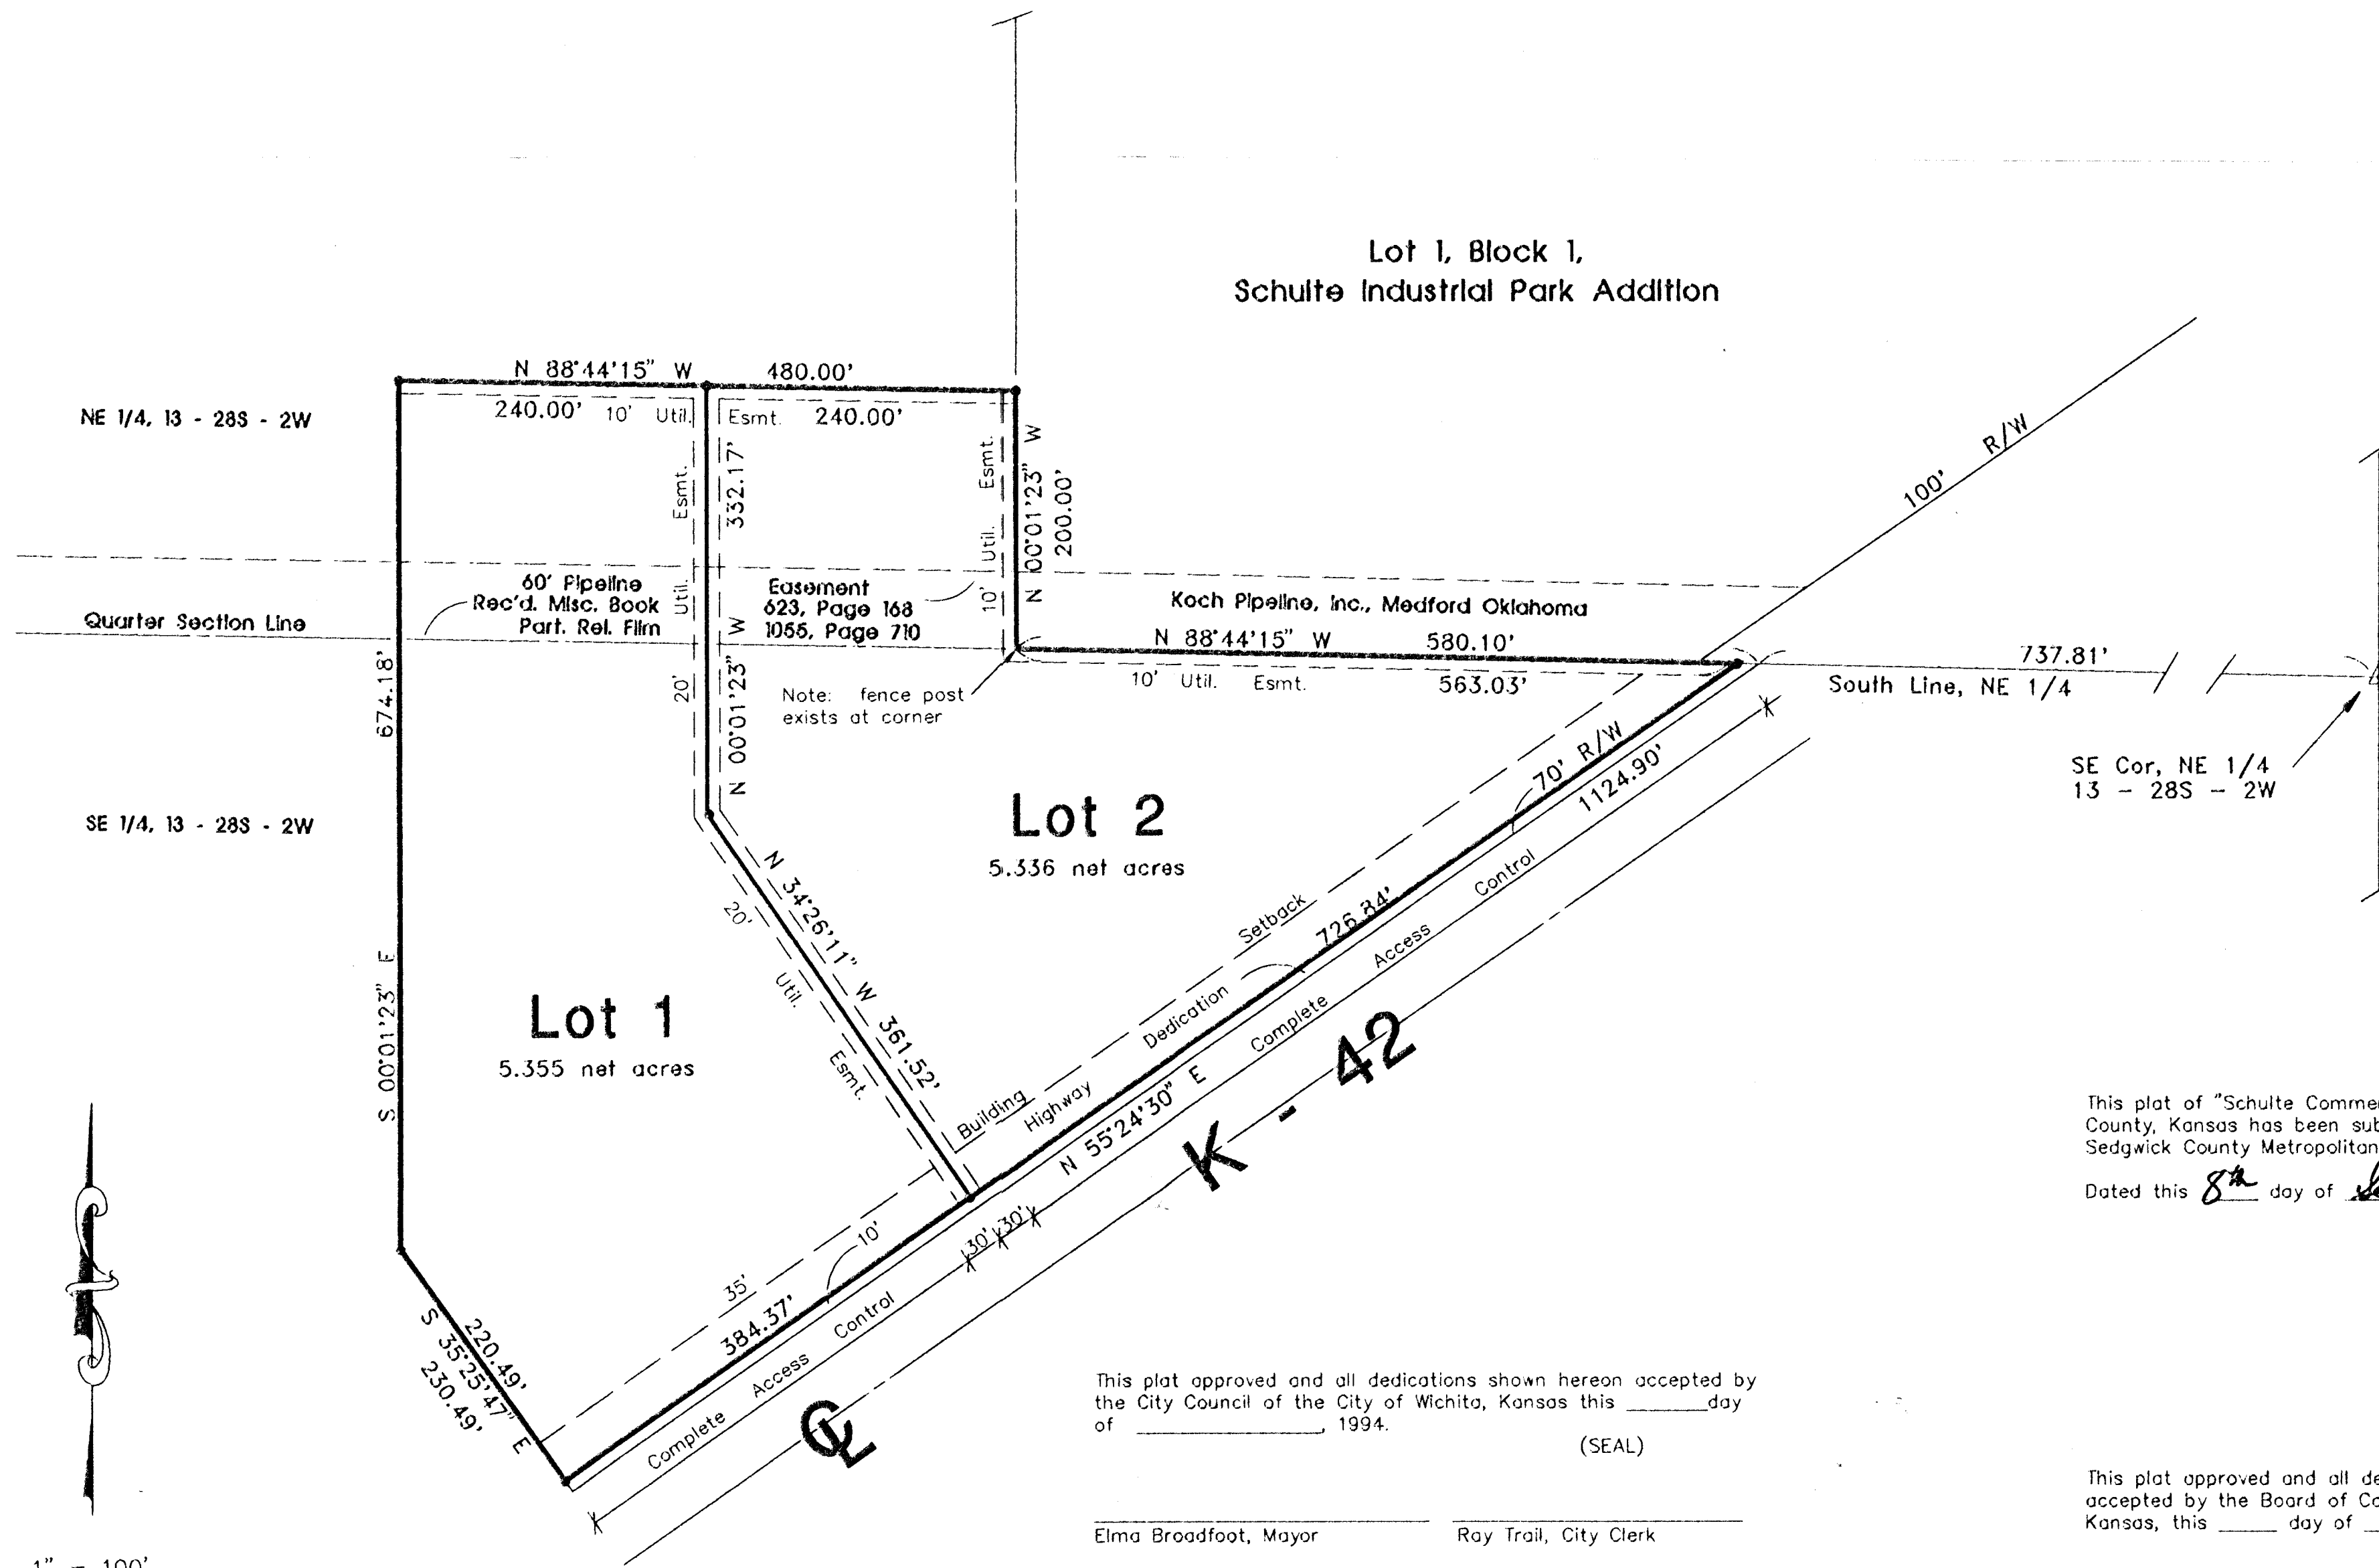 Lot 1, Block 1,
Schulte Industrial Park Addition
N 88°44'15" W 480.00'
240.00' 10' Util. Esmt. 240.00'
NE 1/4, 13 - 28S - 2W
R/W
100'
Esmt.
332.17'
Esmt.
Util.
10'
N 00°01'23" W
200.00'
60' Pipeline Easement
Rec'd. Misc. Book 623, Page 168
Part. Rel. Film 1055, Page 710
Koch Pipeline, Inc., Medford Oklahoma
Quarter Section Line
Util.
20'
N 00°01'23" W
N 88°44'15" W 580.10'
10' Util. Esmt. 563.03'
737.81'
South Line, NE 1/4
Note: fence post
exists at corner
674.18'
S 00°01'23" E
SE Cor, NE 1/4
13 - 28S - 2W
SE 1/4, 13 - 28S - 2W
70' R/W
1124.90'
Lot 2
5.336 net acres
N 34°26'11" W 361.52'
20' Util. Esmt.
Building Setback
726.84'
Highway Dedication
Complete Access Control
N 55°24'30" E
K - 42
Lot 1
5.355 net acres
30' 30'
10'
35'
384.37'
Complete Access Control
220.49'
S 35°25'47" E
230.49'
CL
This plat of "Schulte Comme
County, Kansas has been sub
Sedgwick County Metropolitan
Dated this 8th day of
This plat approved and all dedications shown hereon accepted by
the City Council of the City of Wichita, Kansas this ______day
of ______________, 1994.
(SEAL)
Elma Broadfoot, Mayor Ray Trail, City Clerk
This plat approved and all de
accepted by the Board of Co
Kansas, this _____ day of _
1" = 100'